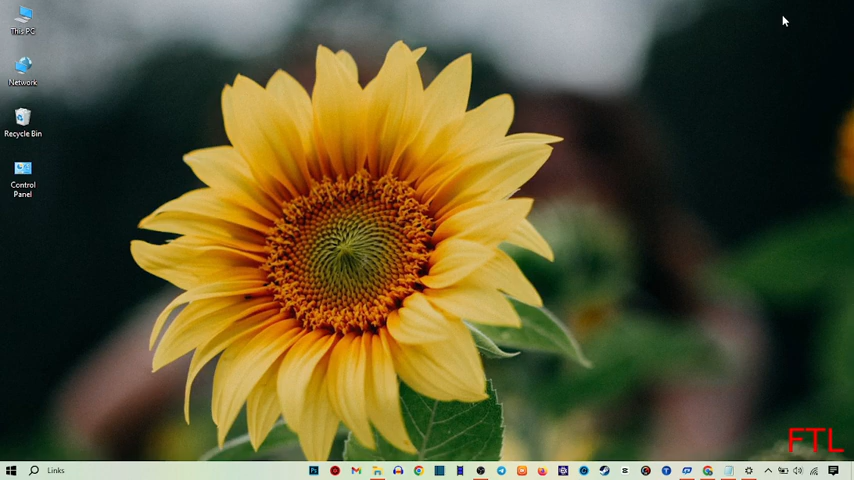 This PC
Network
Recycle Bin
Control
Panel
FTL
Links